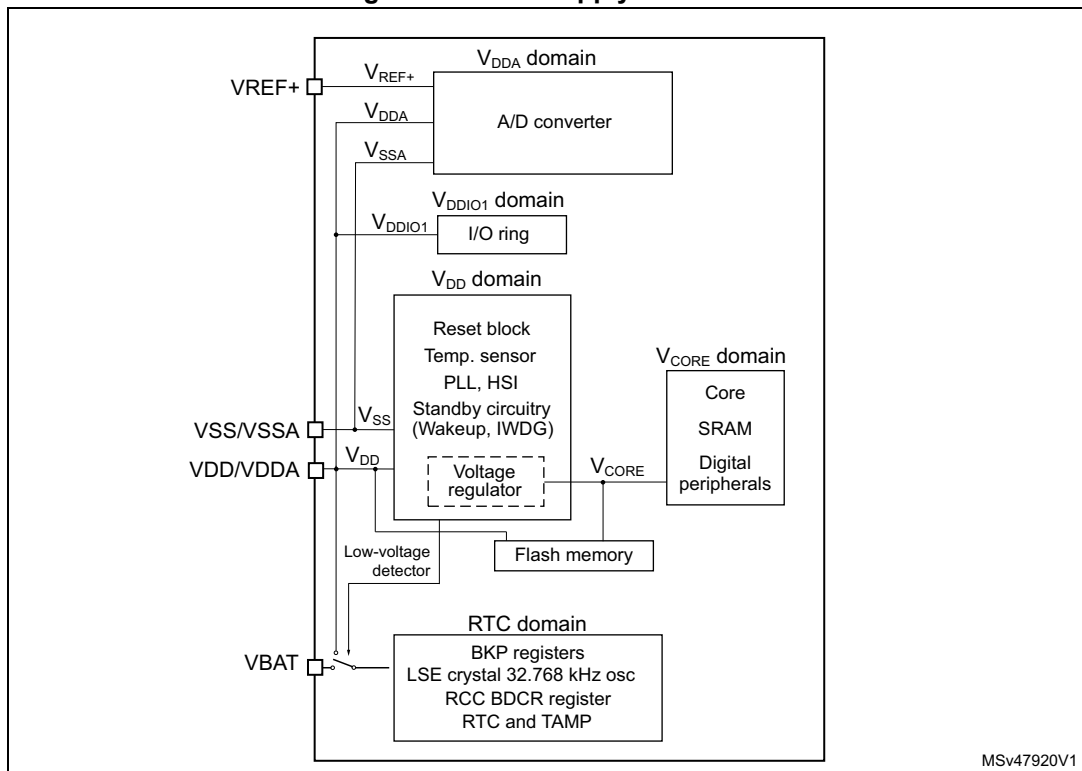 VDDA domain
VREF+
VREF+
VDDA
A/D converter
VSSA
VDDIO1 domain
VDDIO1
I/O ring
VDD domain
Reset block
Temp. sensor
PLL, HSI
Standby circuitry
(Wakeup, IWDG)
VCORE domain
Core
SRAM
Digital
peripherals
VSS/VSSA
VSS
VDD/VDDA
VDD
Voltage
regulator
VCORE
Low-voltage
detector
Flash memory
RTC domain
VBAT
BKP registers
LSE crystal 32.768 kHz osc
RCC BDCR register
RTC and TAMP
MSv47920V1